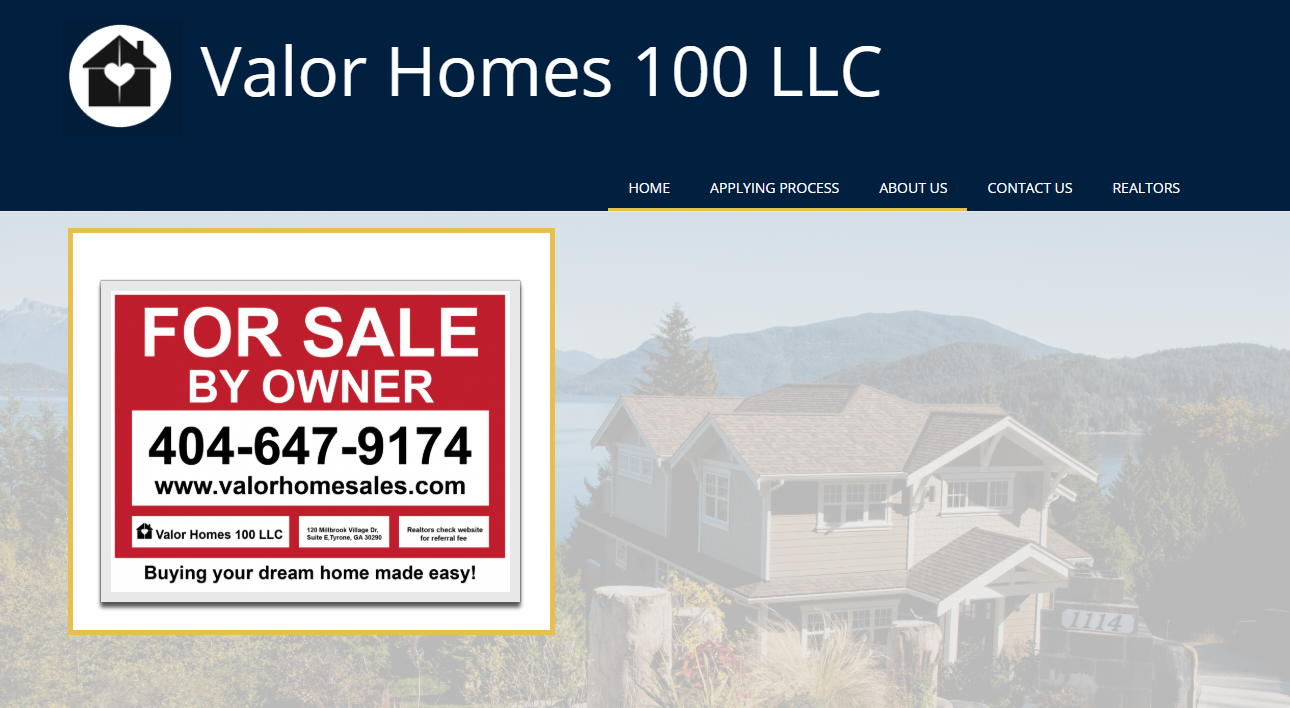 Valor Homes 100 LLC
HOME APPLYING PROCESS ABOUT US CONTACT US REALTORS
FOR SALE
BY OWNER
404-647-9174
www.valorhomesales.com
Valor Homes 100 LLC
120 Millbrook Village Dr,
Suite E,Tyrone, GA 30290
Realtors check website
for referral fee
Buying your dream home made easy!
1114